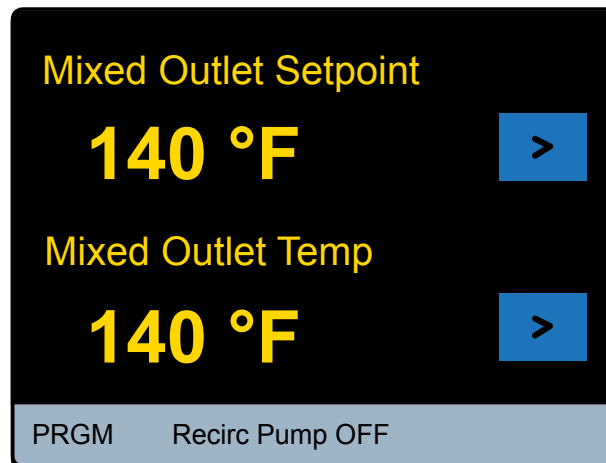 Mixed Outlet Setpoint
140 °F
>
Mixed Outlet Temp
140 °F
>
PRGM Recirc Pump OFF